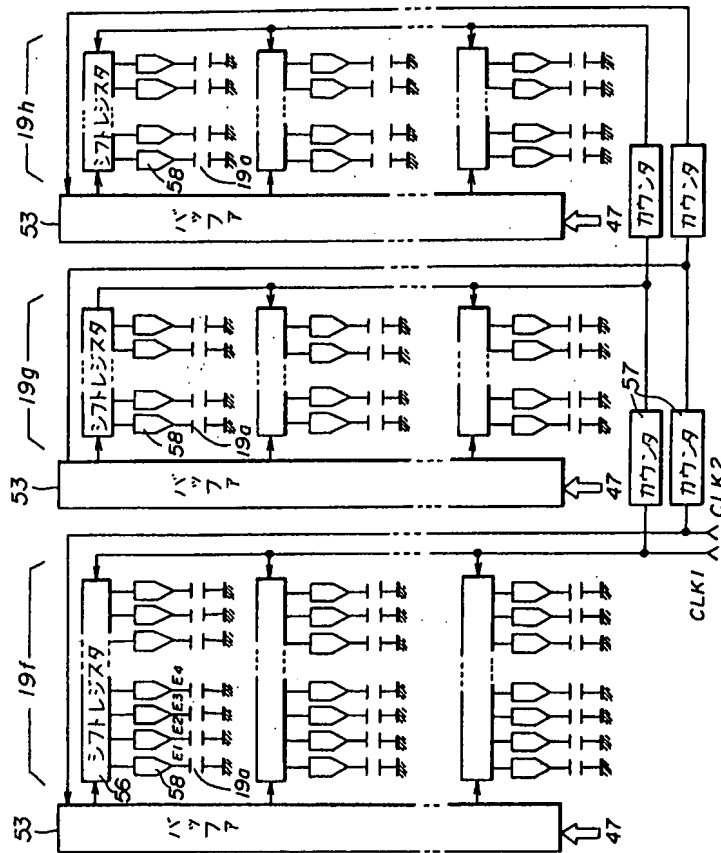 19f
19g
19h
53
53
53
56
シフトレジスタ
シフトレジスタ
シフトレジスタ
58
E1
E2
E3
E4
58
58
19a
19a
19a
バッファ
バッファ
バッファ
47
47
47
57
カウンタ
カウンタ
カウンタ
カウンタ
CLK1
CLK2